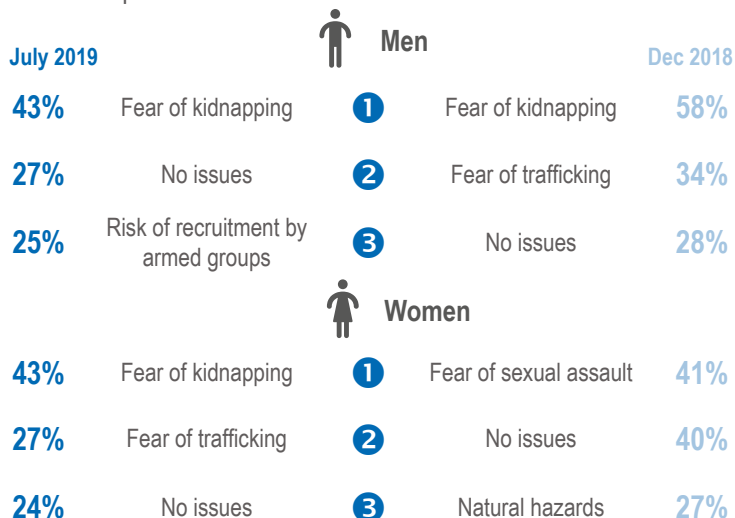 Men
July 2019 Dec 2018
43% Fear of kidnapping 1 Fear of kidnapping 58%
27% No issues 2 Fear of trafficking 34%
25% Risk of recruitment by
armed groups 3 No issues 28%
Women
43% Fear of kidnapping 1 Fear of sexual assault 41%
27% Fear of trafficking 2 No issues 40%
24% No issues 3 Natural hazards 27%